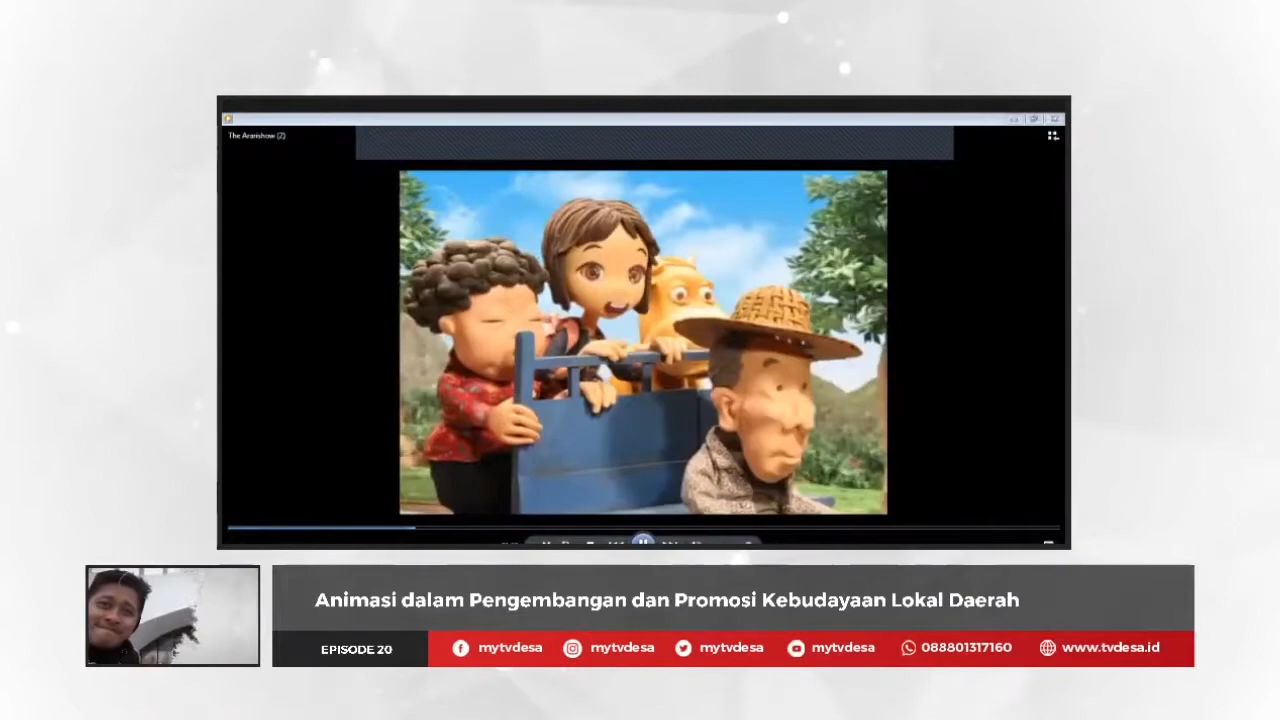 The Ararishow (2)
Animasi dalam Pengembangan dan Promosi Kebudayaan Lokal Daerah
EPISODE 20
mytvdesa
mytvdesa
mytvdesa
mytvdesa
088801317160
www.tvdesa.id